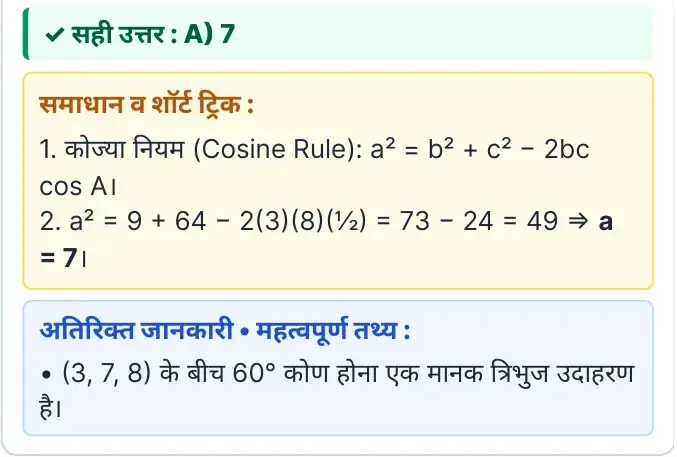 ✓ सही उत्तर : A) 7
समाधान व शॉर्ट ट्रिक :
1. कोज्या नियम (Cosine Rule): a² = b² + c² − 2bc
cos A।
2. a² = 9 + 64 − 2(3)(8)(½) = 73 − 24 = 49 ⇒ a
= 7।
अतिरिक्त जानकारी • महत्वपूर्ण तथ्य :
• (3, 7, 8) के बीच 60° कोण होना एक मानक त्रिभुज उदाहरण
है।